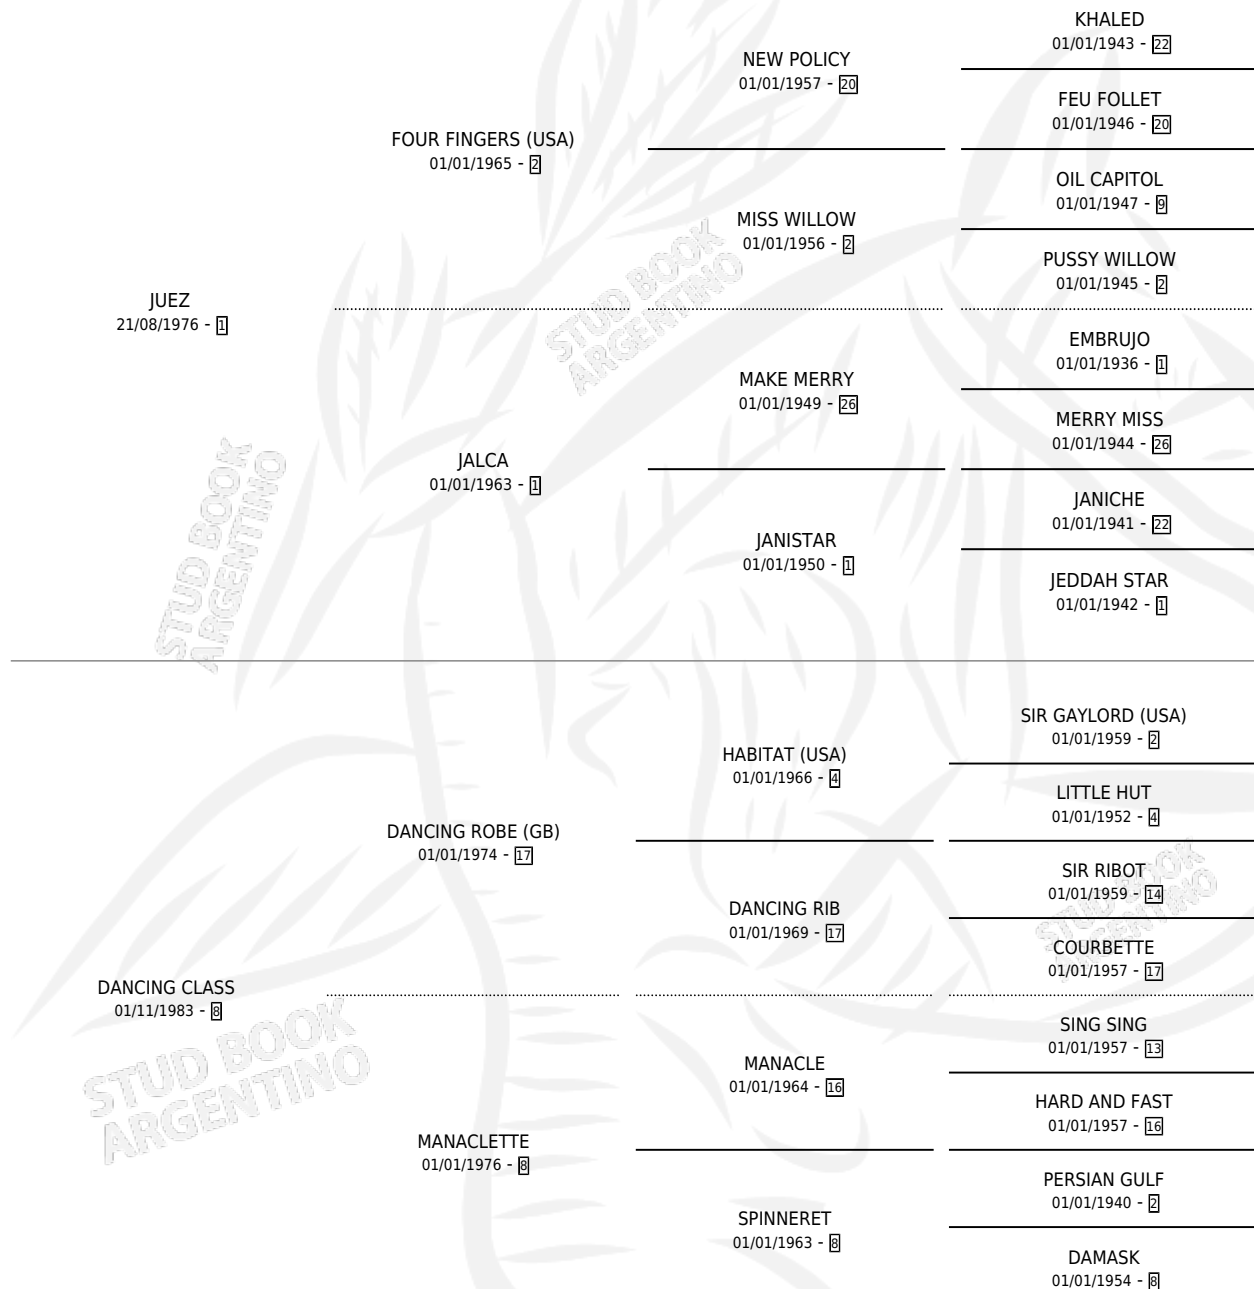 KHALED
01/01/1943 - 22
NEW POLICY
01/01/1957 - 20
FEU FOLLET
01/01/1946 - 20
FOUR FINGERS (USA)
01/01/1965 - 2
OIL CAPITOL
01/01/1947 - 9
MISS WILLOW
01/01/1956 - 2
PUSSY WILLOW
01/01/1945 - 2
JUEZ
21/08/1976 - 1
EMBRUJO
01/01/1936 - 1
MAKE MERRY
01/01/1949 - 26
MERRY MISS
01/01/1944 - 26
JALCA
01/01/1963 - 1
JANICHE
01/01/1941 - 22
JANISTAR
01/01/1950 - 1
JEDDAH STAR
01/01/1942 - 1
SIR GAYLORD (USA)
01/01/1959 - 2
HABITAT (USA)
01/01/1966 - 4
LITTLE HUT
01/01/1952 - 4
DANCING ROBE (GB)
01/01/1974 - 17
SIR RIBOT
01/01/1959 - 14
DANCING RIB
01/01/1969 - 17
COURBETTE
01/01/1957 - 17
DANCING CLASS
01/11/1983 - 8
SING SING
01/01/1957 - 13
MANACLE
01/01/1964 - 16
HARD AND FAST
01/01/1957 - 16
MANACLETTE
01/01/1976 - 8
PERSIAN GULF
01/01/1940 - 2
SPINNERET
01/01/1963 - 8
DAMASK
01/01/1954 - 8
STUD BOOK
ARGENTINO
STUD BOOK
ARGENTINO
STUD BOOK
ARGENTINO
STUD BOOK
ARGENTINO